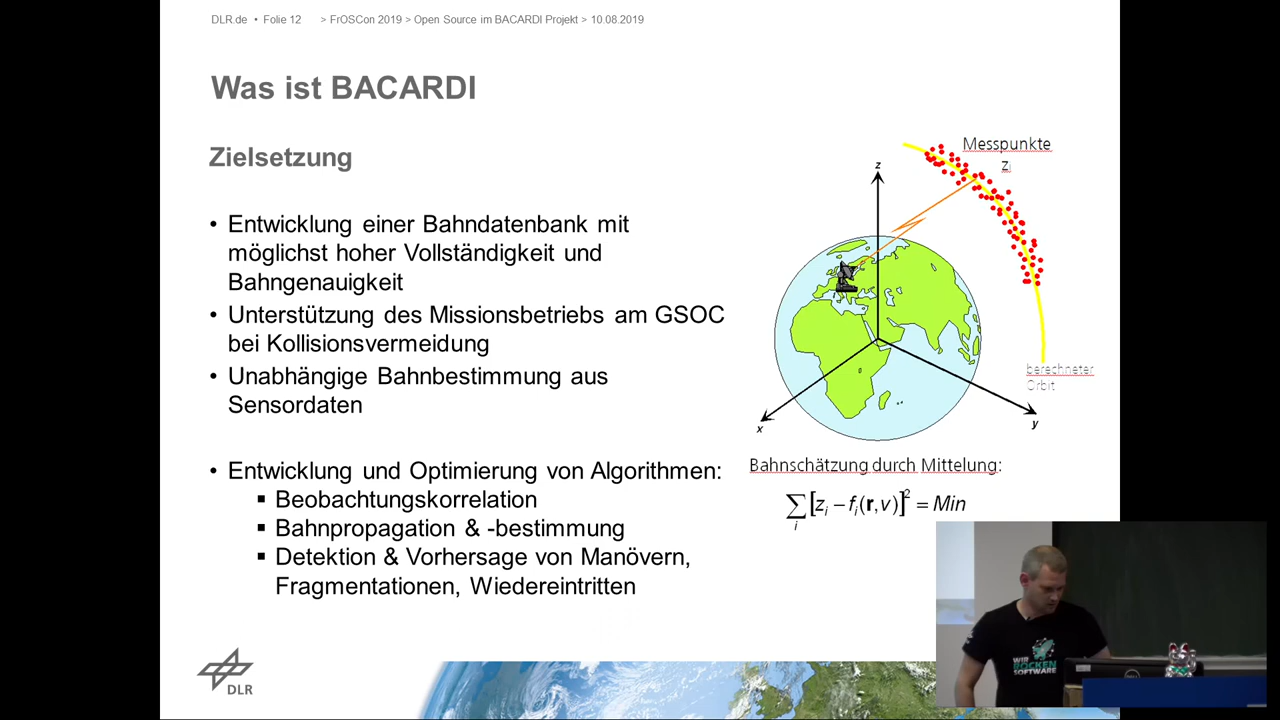 DLR.de • Folie 12 > FrOSCon 2019 > Open Source im BACARDI Projekt > 10.08.2019
Was ist BACARDI
Zielsetzung
• Entwicklung einer Bahndatenbank mit
möglichst hoher Vollständigkeit und
Bahngenauigkeit
• Unterstützung des Missionsbetriebs am GSOC
bei Kollisionsvermeidung
• Unabhängige Bahnbestimmung aus
Sensordaten
• Entwicklung und Optimierung von Algorithmen:
▪ Beobachtungskorrelation
▪ Bahnpropagation & -bestimmung
▪ Detektion & Vorhersage von Manövern,
Fragmentationen, Wiedereintritten
Messpunkte
zᵢ
z
x
y
berechneter
Orbit
Bahnschätzung durch Mittelung:
∑ᵢ [zᵢ – fᵢ(r,v)]² = Min
DLR
WIR
ROCKEN
SOFTWARE